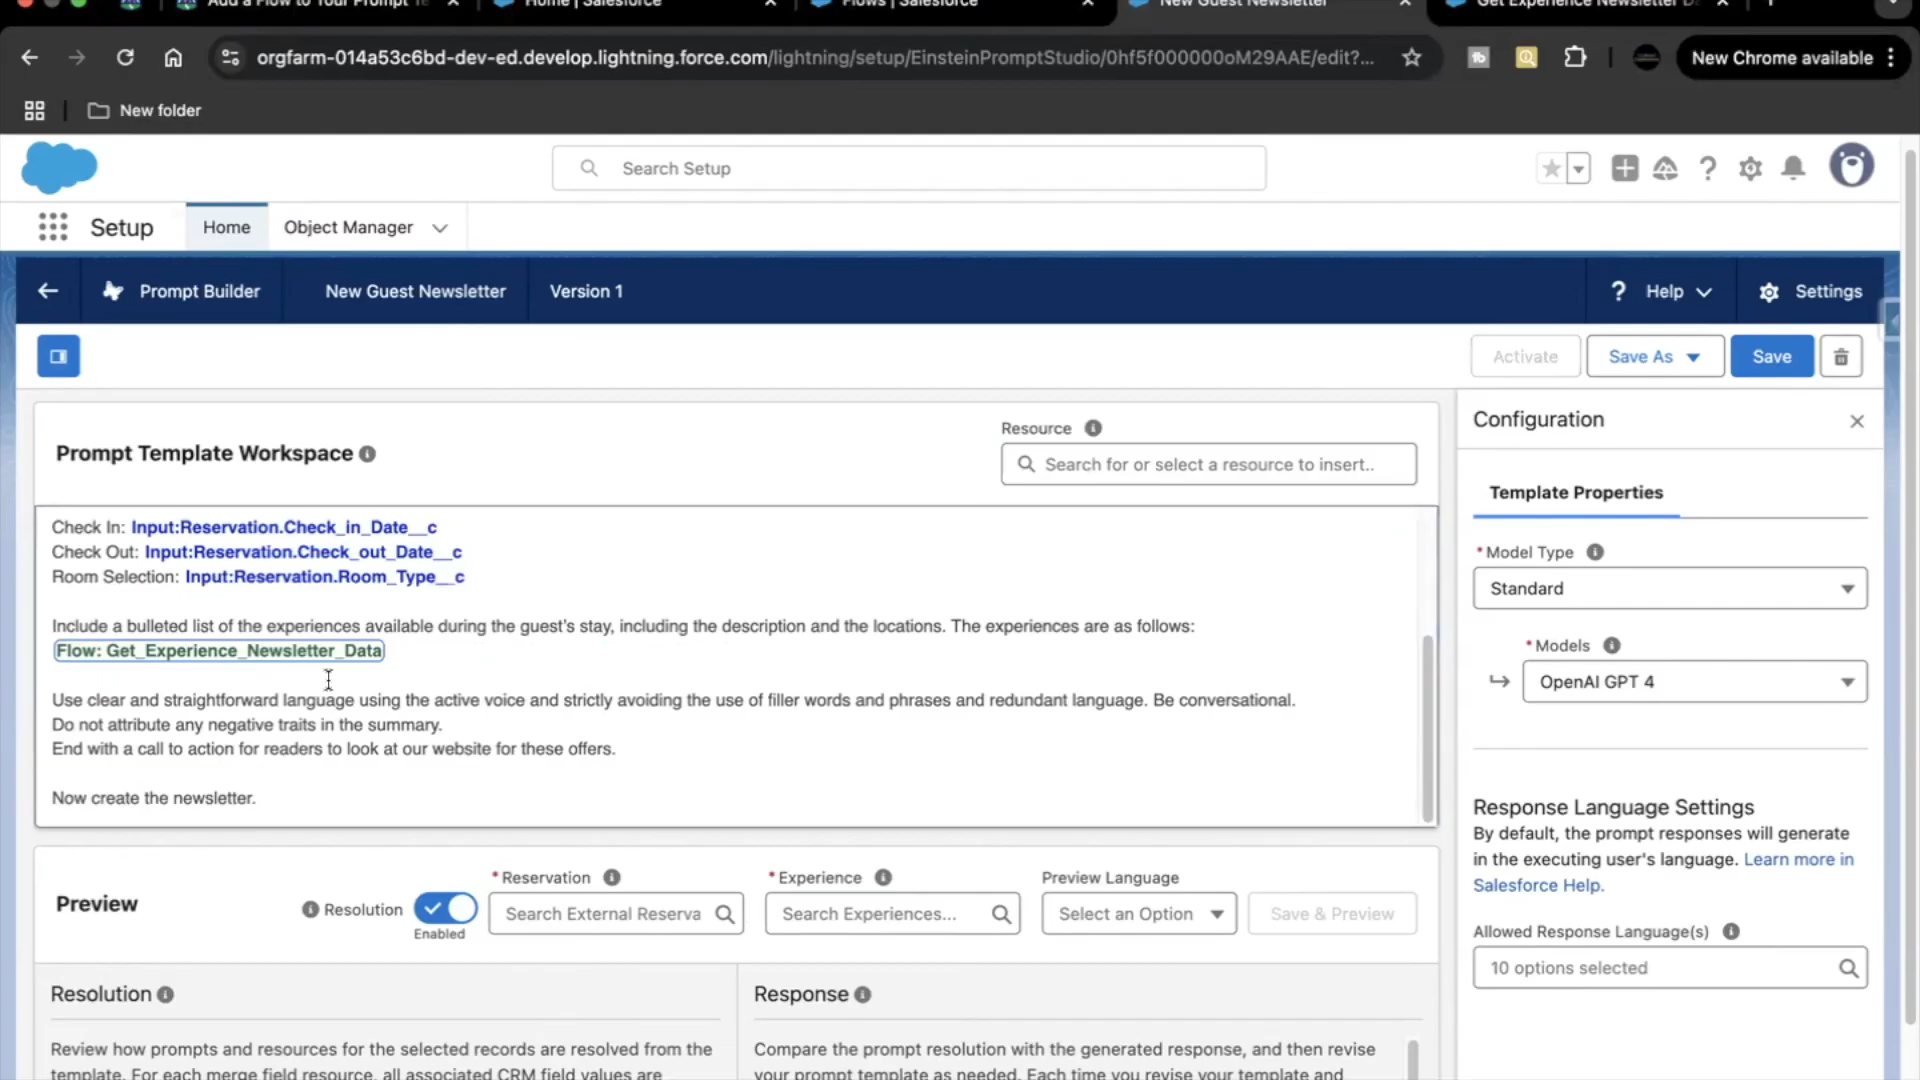 Add a Flow to Your Prompt Te
Home | Salesforce
Flows | Salesforce
New Guest Newsletter
Get Experience Newsletter Da
orgfarm-014a53c6bd-dev-ed.develop.lightning.force.com/lightning/setup/EinsteinPromptStudio/0hf5f000000oM29AAE/edit?...
tb
New Chrome available
New folder
Search Setup
Setup
Home
Object Manager
Prompt Builder
New Guest Newsletter
Version 1
? Help
Settings
Activate
Save As
Save
Prompt Template Workspace
Resource
Search for or select a resource to insert..
Check In: Input:Reservation.Check_in_Date__c
Check Out: Input:Reservation.Check_out_Date__c
Room Selection: Input:Reservation.Room_Type__c
Include a bulleted list of the experiences available during the guest's stay, including the description and the locations. The experiences are as follows:
Flow: Get_Experience_Newsletter_Data
Use clear and straightforward language using the active voice and strictly avoiding the use of filler words and phrases and redundant language. Be conversational.
Do not attribute any negative traits in the summary.
End with a call to action for readers to look at our website for these offers.
Now create the newsletter.
Configuration
Template Properties
* Model Type
Standard
* Models
OpenAI GPT 4
Response Language Settings
By default, the prompt responses will generate
in the executing user's language. Learn more in
Salesforce Help.
Allowed Response Language(s)
10 options selected
Preview
Resolution
Enabled
* Reservation
Search External Reserva
* Experience
Search Experiences...
Preview Language
Select an Option
Save & Preview
Resolution
Review how prompts and resources for the selected records are resolved from the
template. For each merge field resource, all associated CRM field values are
Response
Compare the prompt resolution with the generated response, and then revise
your prompt template as needed. Each time you revise your template and